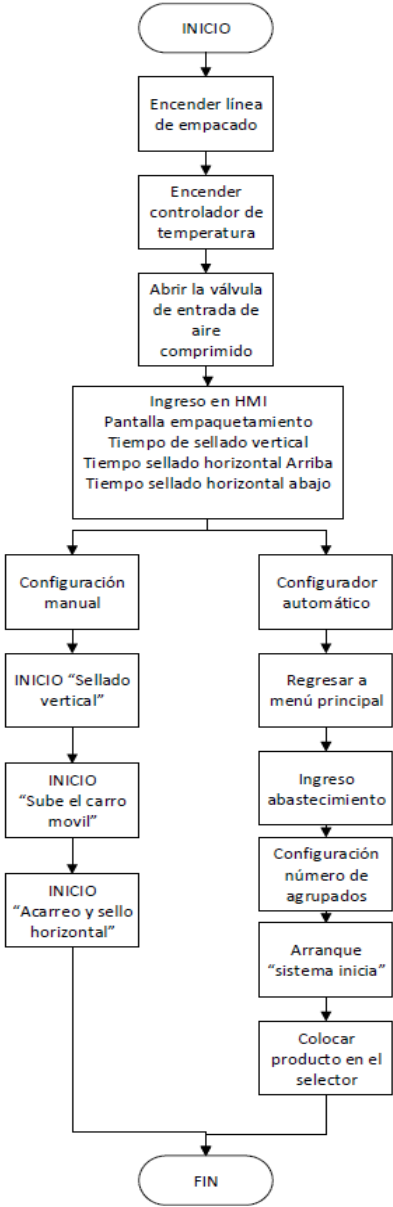 INICIO
Encender línea
de empacado
Encender
controlador de
temperatura
Abrir la válvula
de entrada de
aire
comprimido
Ingreso en HMI
Pantalla empaquetamiento
Tiempo de sellado vertical
Tiempo sellado horizontal Arriba
Tiempo sellado horizontal abajo
Configuración
manual
INICIO “Sellado
vertical”
INICIO
“Sube el carro
movil”
INICIO
“Acarreo y sello
horizontal”
Configurador
automático
Regresar a
menú principal
Ingreso
abastecimiento
Configuración
número de
agrupados
Arranque
“sistema inicia”
Colocar
producto en el
selector
FIN